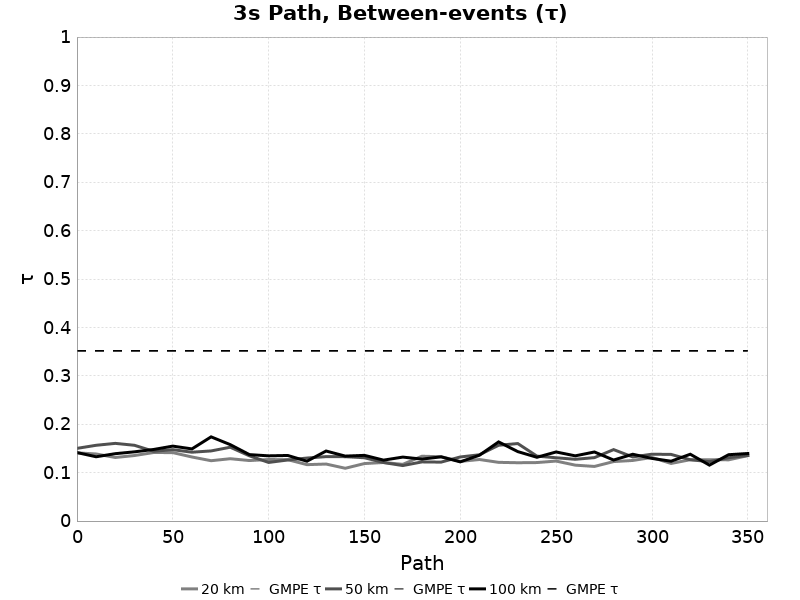 3s Path, Between-events (τ)
1
0.9
0.8
0.7
0.6
0.5
0.4
0.3
0.2
0.1
0
τ
0 50 100 150 200 250 300 350
Path
20 km GMPE τ 50 km GMPE τ 100 km GMPE τ